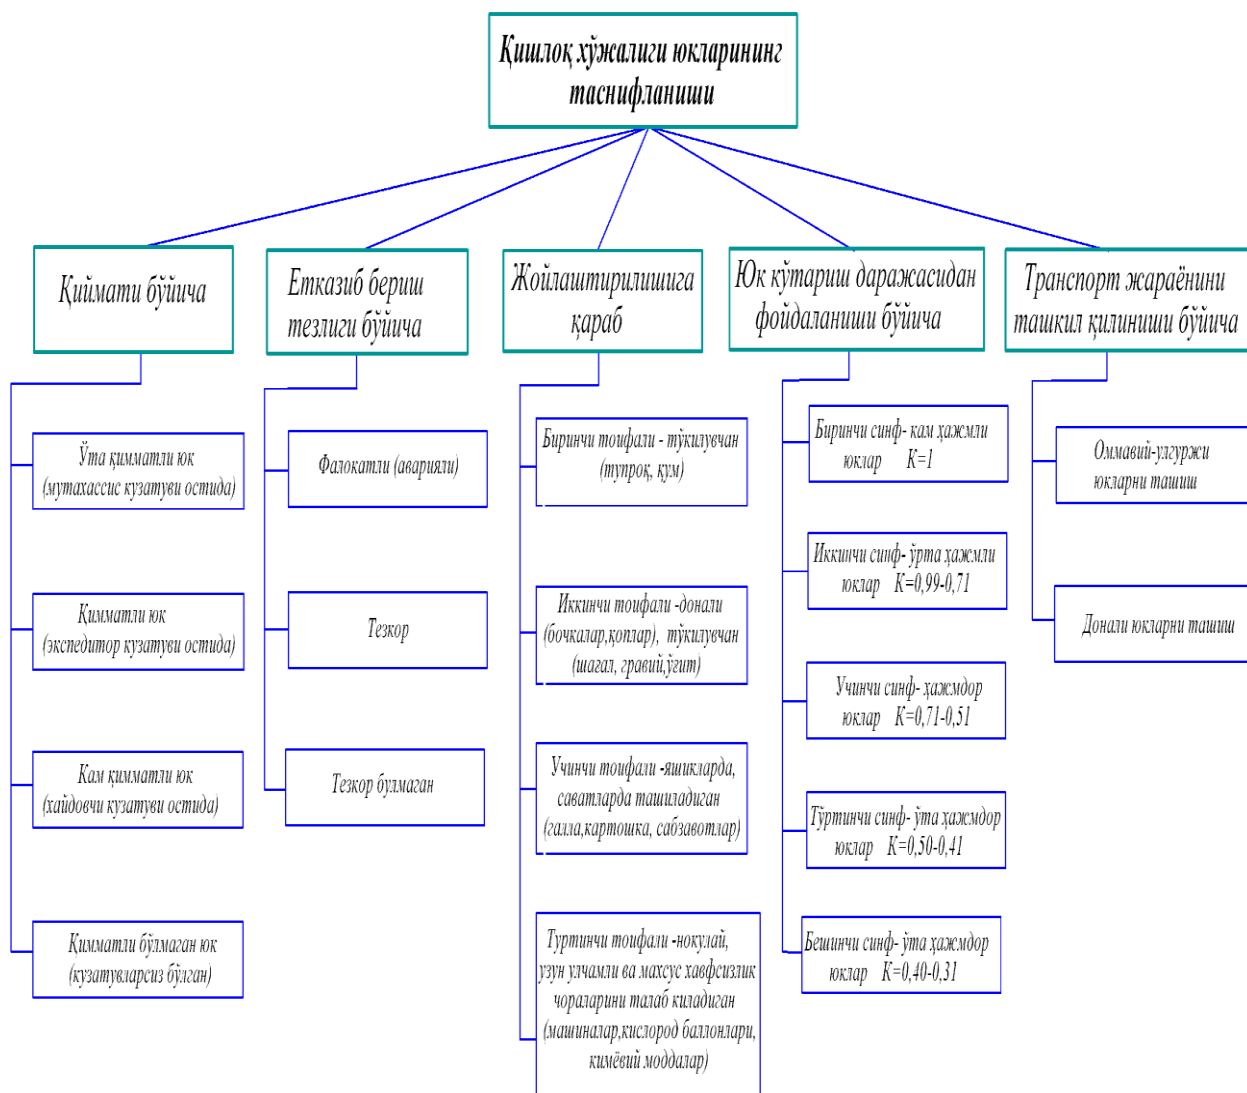 Қишлоқ хўжалиги юкларининг
таснифланиши
Қиймати бўйича
Ўта қимматли юк
(мутахассис кузатуви остида)
Қимматли юк
(экспедитор кузатуви остида)
Кам қимматли юк
(хайдовчи кузатуви остида)
Қимматли бўлмаган юк
(кузатувларсиз бўлган)
Етказиб бериш
тезлиги бўйича
Фалокатли (аварияли)
Тезкор
Тезкор булмаган
Жойлаштирилишига
қараб
Биринчи тоифали - тўкилувчан
(тупроқ, қум)
Иккинчи тоифали -донали
(бочкалар,қоплар), тўкилувчан
(шағал, гравий,ўғит)
Учинчи тоифали -яшикларда,
саватларда ташиладиган
(ғалла,картошка, сабзавотлар)
Туртинчи тоифали -нокулай,
узун улчамли ва махсус хавфсизлик
чораларини талаб киладиган
(машиналар,кислород баллонлари,
кимёвий моддалар)
Юк кўтариш даражасидан
фойдаланиши бўйича
Биринчи синф- кам ҳажмли
юклар К=1
Иккинчи синф- ўрта ҳажмли
юклар К=0,99-0,71
Учинчи синф- ҳажмдор
юклар К=0,71-0,51
Тўртинчи синф- ўта ҳажмдор
юклар К=0,50-0,41
Бешинчи синф- ўта ҳажмдор
юклар К=0,40-0,31
Транспорт жараёнини
ташкил қилиниши бўйича
Оммавий-улгуржи
юкларни ташиш
Донали юкларни ташиш